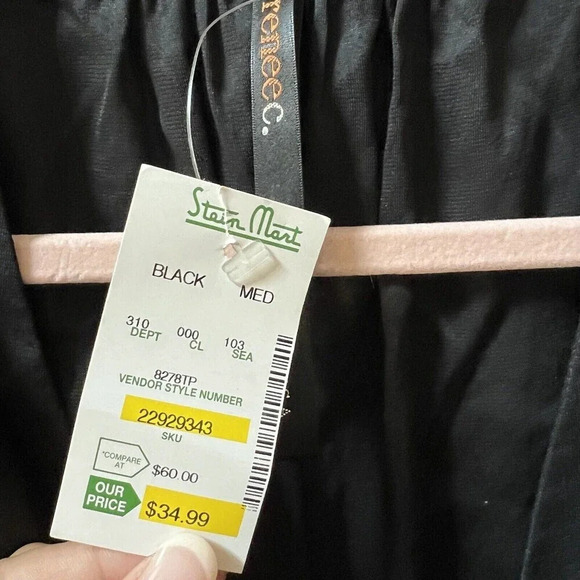 reneec.
Stein Mart
BLACK MED
310 000 103
DEPT CL SEA
8278TP
VENDOR STYLE NUMBER
22929343
SKU
*COMPARE AT $60.00
OUR PRICE $34.99